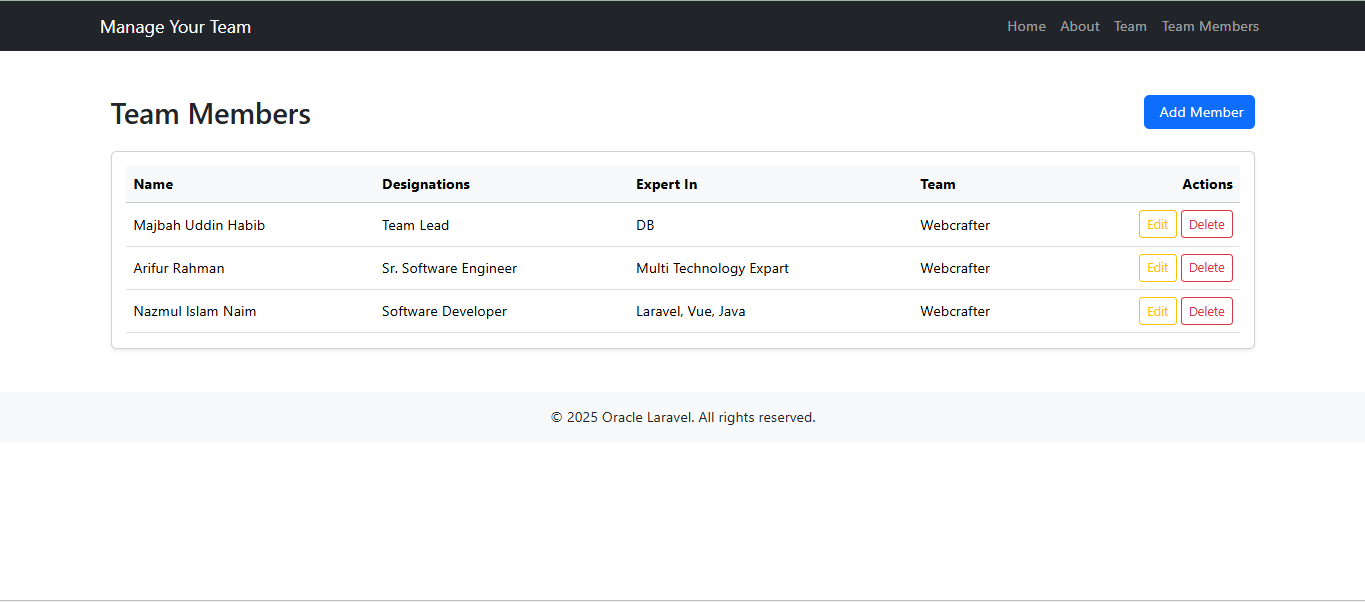 Manage Your Team Home About Team Team Members
Team Members Add Member
Name Designations Expert In Team Actions
Majbah Uddin Habib Team Lead DB Webcrafter Edit Delete
Arifur Rahman Sr. Software Engineer Multi Technology Expart Webcrafter Edit Delete
Nazmul Islam Naim Software Developer Laravel, Vue, Java Webcrafter Edit Delete
© 2025 Oracle Laravel. All rights reserved.